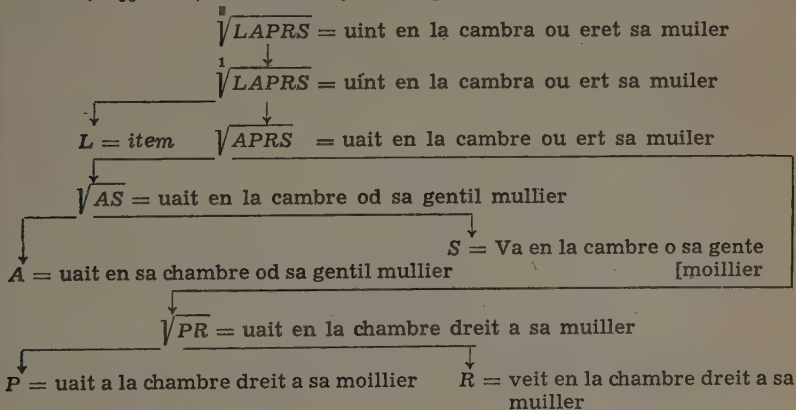 2
√LAPRS = uint en la cambra ou eret sa muiler
1
√LAPRS = uínt en la cambra ou ert sa muiler
L = item √APRS = uait en la cambre ou ert sa muiler
√AS = uait en la cambre od sa gentil mullier
S = Va en la cambre o sa gente
A = uait en sa chambre od sa gentil mullier [moillier
√PR = uait en la chambre dreit a sa muiller
P = uait a la chambre dreit a sa moillier R = veit en la chambre dreit a sa
muiller